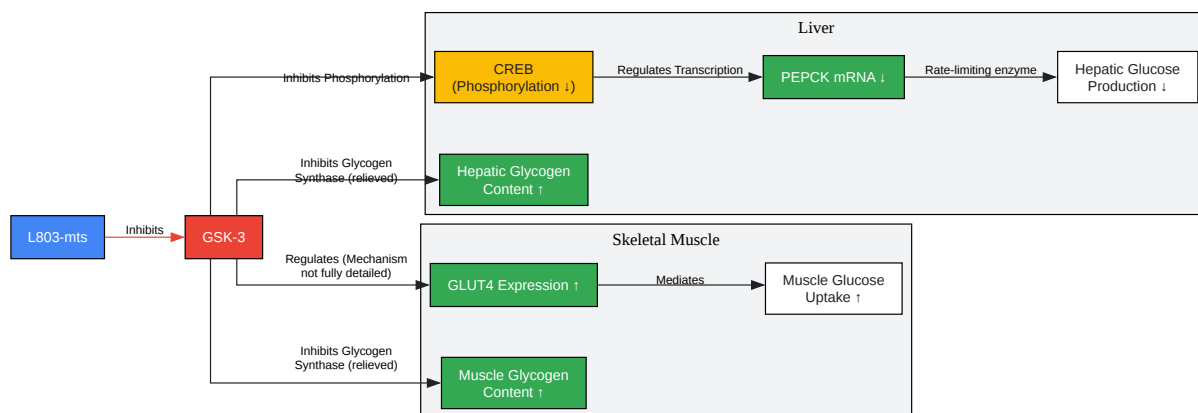 Liver
Inhibits Phosphorylation
CREB
(Phosphorylation ↓)
Regulates Transcription
PEPCK mRNA ↓
Rate-limiting enzyme
Hepatic Glucose
Production ↓
Inhibits Glycogen
Synthase (relieved)
Hepatic Glycogen
Content ↑
L803-mts
Inhibits
GSK-3
Skeletal Muscle
Regulates (Mechanism
not fully detailed)
GLUT4 Expression ↑
Mediates
Muscle Glucose
Uptake ↑
Inhibits Glycogen
Synthase (relieved)
Muscle Glycogen
Content ↑